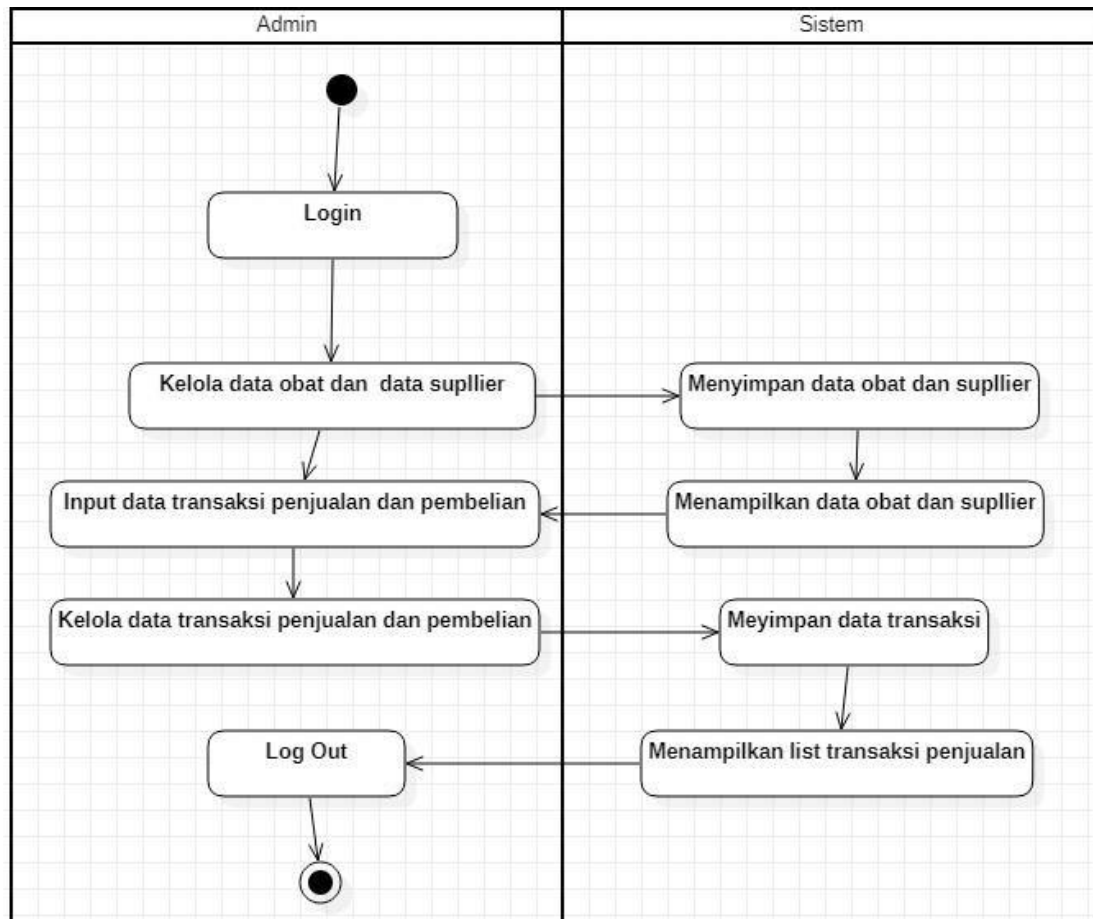 Admin
Sistem
Login
Kelola data obat dan data supllier
Menyimpan data obat dan supllier
Input data transaksi penjualan dan pembelian
Menampilkan data obat dan supllier
Kelola data transaksi penjualan dan pembelian
Meyimpan data transaksi
Log Out
Menampilkan list transaksi penjualan